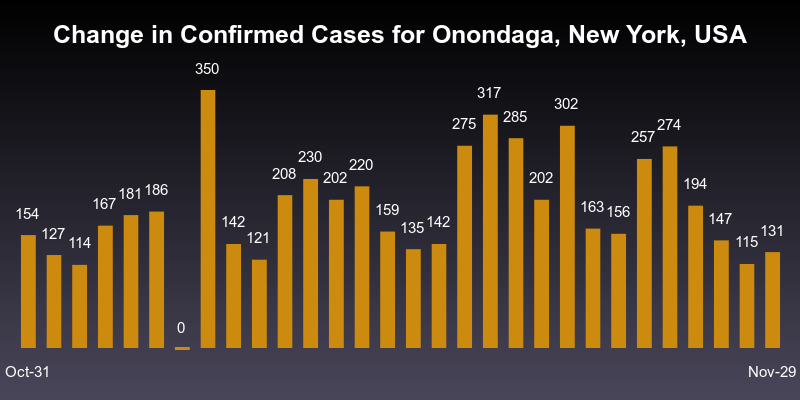 Change in Confirmed Cases for Onondaga, New York, USA
154 127 114 167 181 186 0 350 142 121 208 230 202 220 159 135 142 275 317 285 202 302 163 156 257 274 194 147 115 131
Oct-31 Nov-29